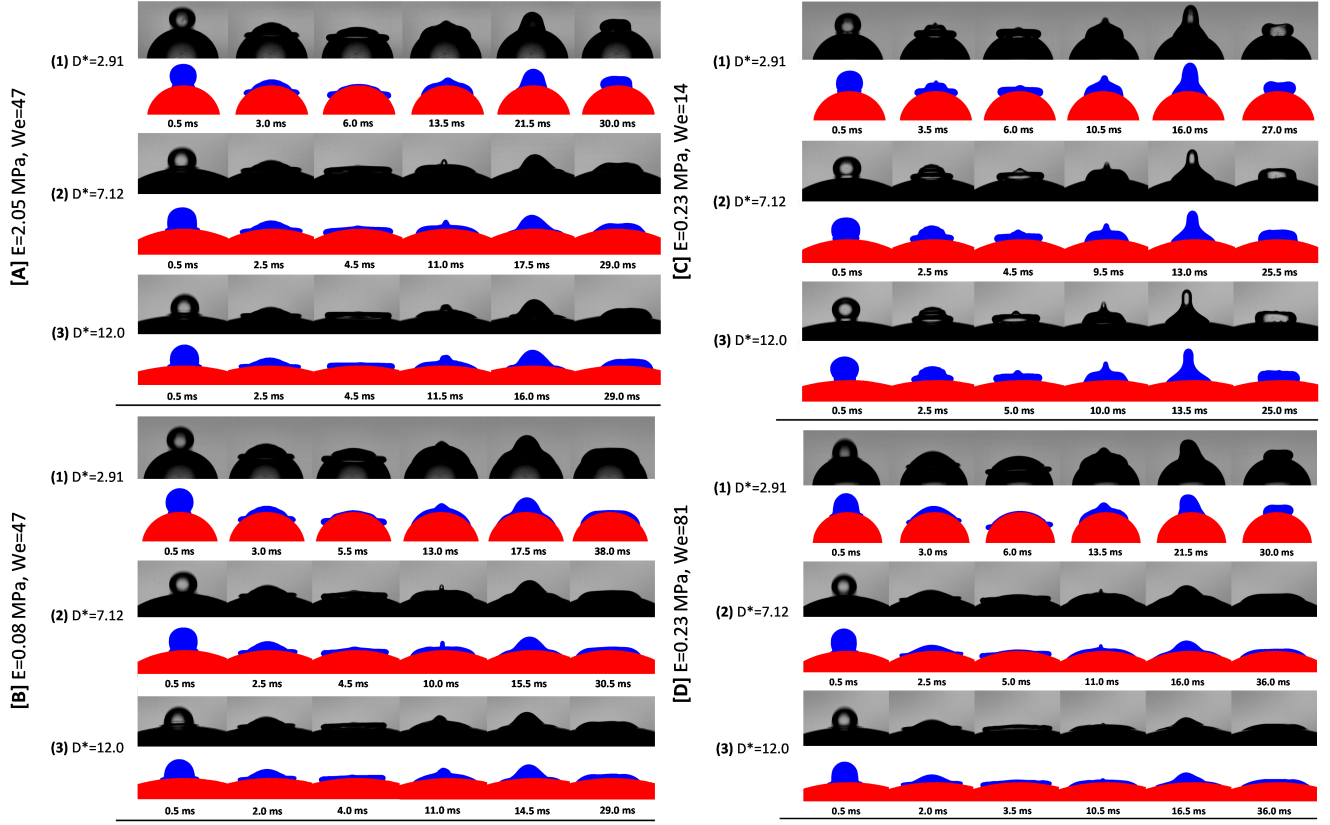 [A] E=2.05 MPa, We=47
(1) D*=2.91
0.5 ms 3.0 ms 6.0 ms 13.5 ms 21.5 ms 30.0 ms
(2) D*=7.12
0.5 ms 2.5 ms 4.5 ms 11.0 ms 17.5 ms 29.0 ms
(3) D*=12.0
0.5 ms 2.5 ms 4.5 ms 11.5 ms 16.0 ms 29.0 ms
[B] E=0.08 MPa, We=47
(1) D*=2.91
0.5 ms 3.0 ms 5.5 ms 13.0 ms 17.5 ms 38.0 ms
(2) D*=7.12
0.5 ms 2.5 ms 4.5 ms 10.0 ms 15.5 ms 30.5 ms
(3) D*=12.0
0.5 ms 2.0 ms 4.0 ms 11.0 ms 14.5 ms 29.0 ms
[C] E=0.23 MPa, We=14
(1) D*=2.91
0.5 ms 3.5 ms 6.0 ms 10.5 ms 16.0 ms 27.0 ms
(2) D*=7.12
0.5 ms 2.5 ms 4.5 ms 9.5 ms 13.0 ms 25.5 ms
(3) D*=12.0
0.5 ms 2.5 ms 5.0 ms 10.0 ms 13.5 ms 25.0 ms
[D] E=0.23 MPa, We=81
(1) D*=2.91
0.5 ms 3.0 ms 6.0 ms 13.5 ms 21.5 ms 30.0 ms
(2) D*=7.12
0.5 ms 2.5 ms 5.0 ms 11.0 ms 16.0 ms 36.0 ms
(3) D*=12.0
0.5 ms 2.0 ms 3.5 ms 10.5 ms 16.5 ms 36.0 ms